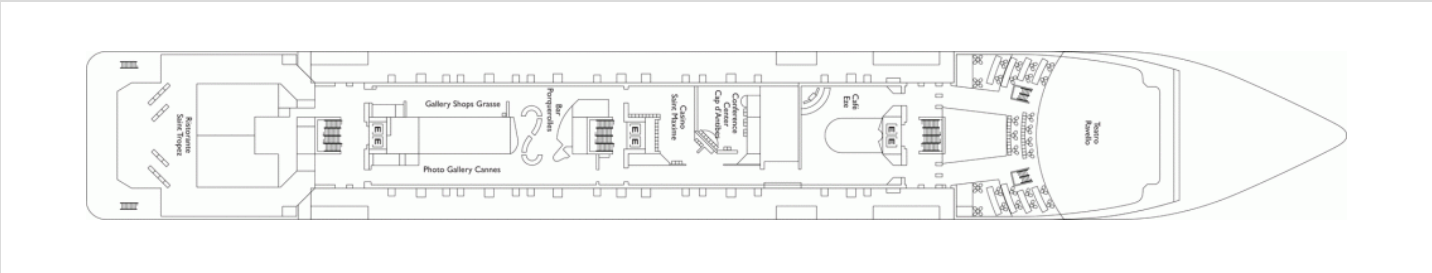 Ristorante
Saint Tropez
Gallery Shops Grasse
Photo Gallery Cannes
E
E
Bar
Porquerolles
E
E
Casino
Saint Maxime
Conference
Center
Cap d'Antibes
Café
Eze
E
E
Teatro
Ravello